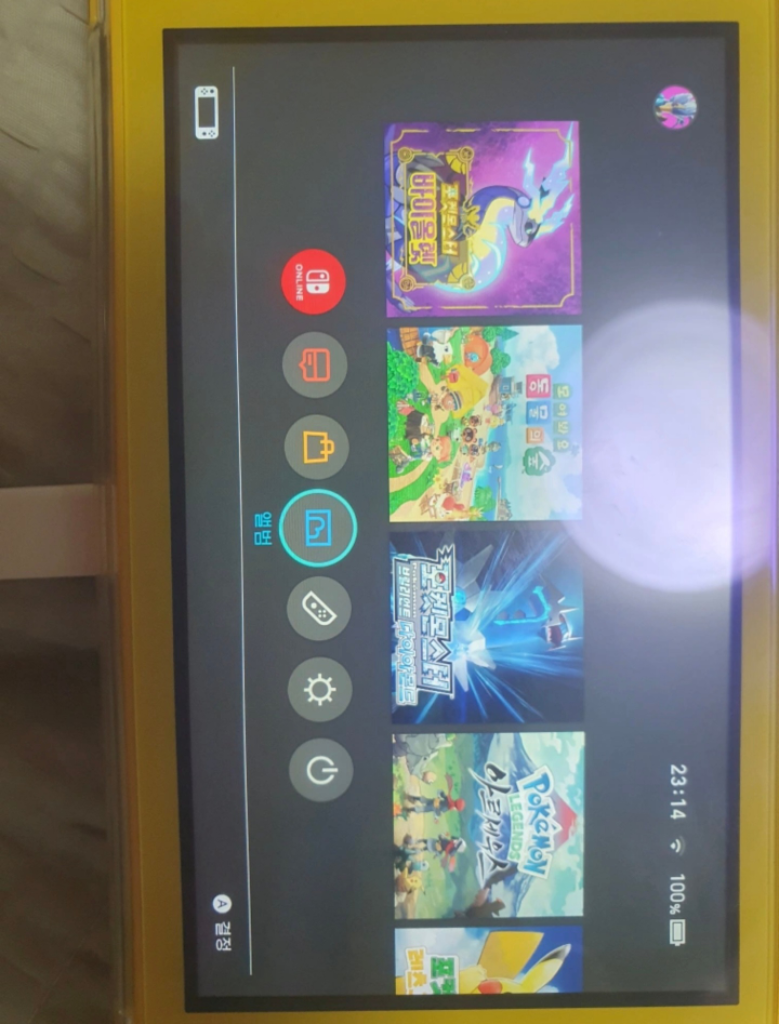 23:14 100%
포켓몬스터
바이올렛
모여봐요
동물의 숲
포켓몬스터
브릴리언트 다이아몬드
POKÉMON
LEGENDS
아르세우스
ONLINE
앨범
A 결정